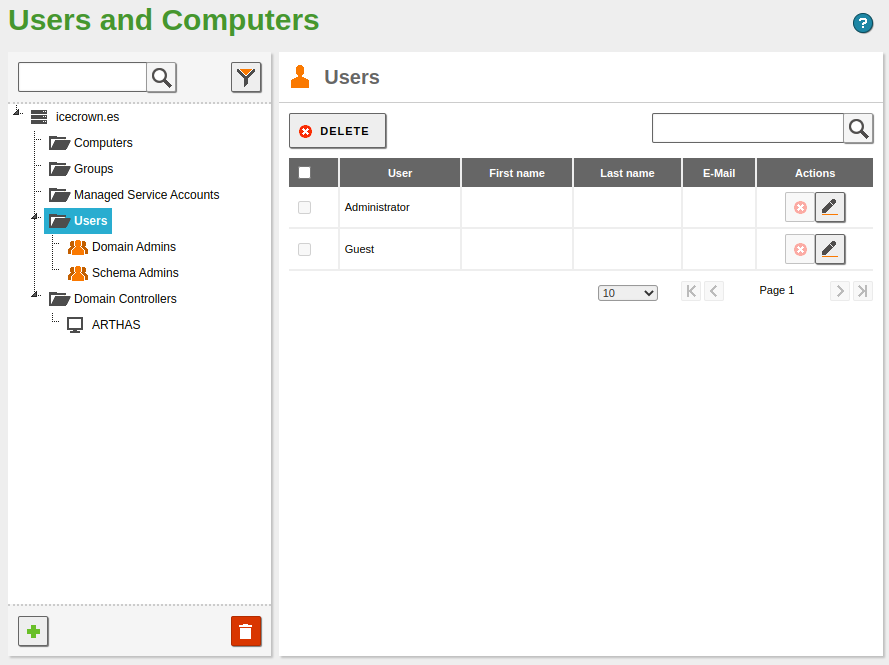 Users and Computers
?
icecrown.es
Computers
Groups
Managed Service Accounts
Users
Domain Admins
Schema Admins
Domain Controllers
ARTHAS
Users
DELETE
User First name Last name E-Mail Actions
Administrator
Guest
10 Page 1